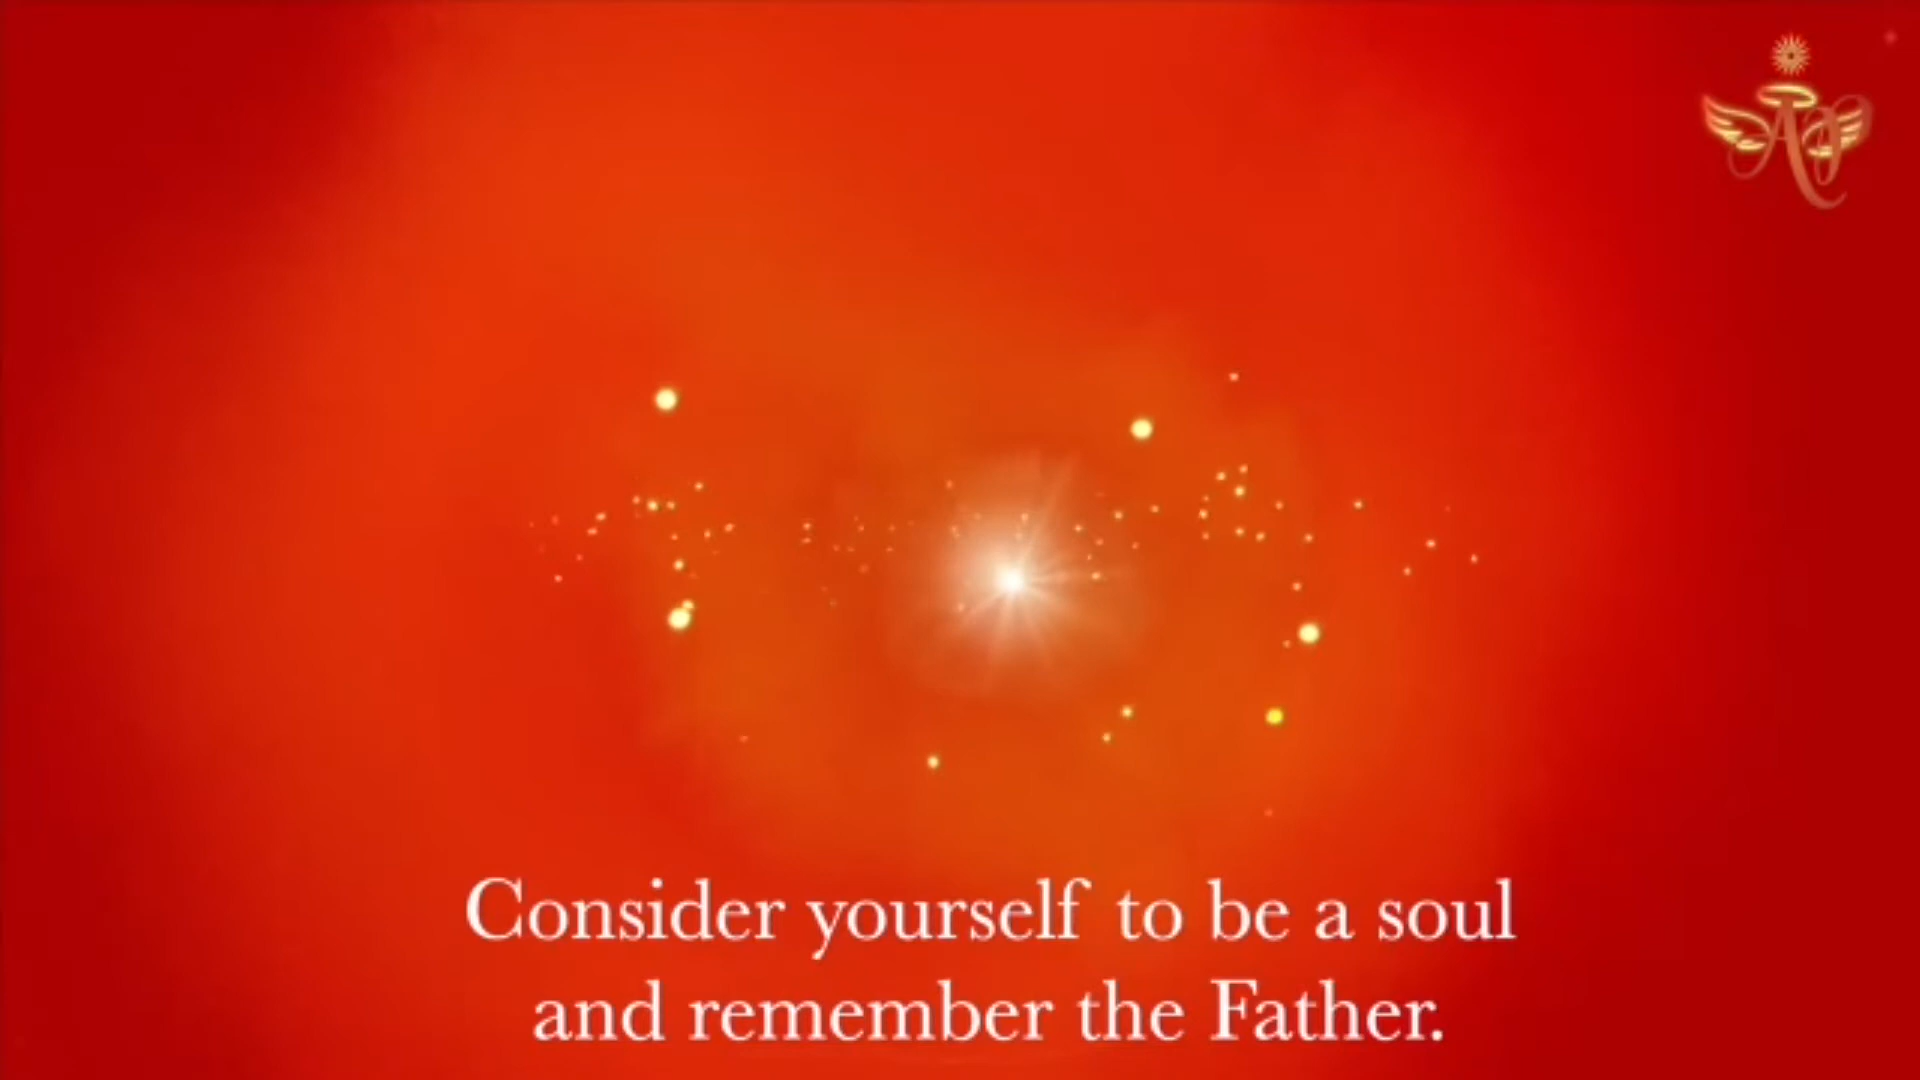 Consider yourself to be a soul
and remember the Father.